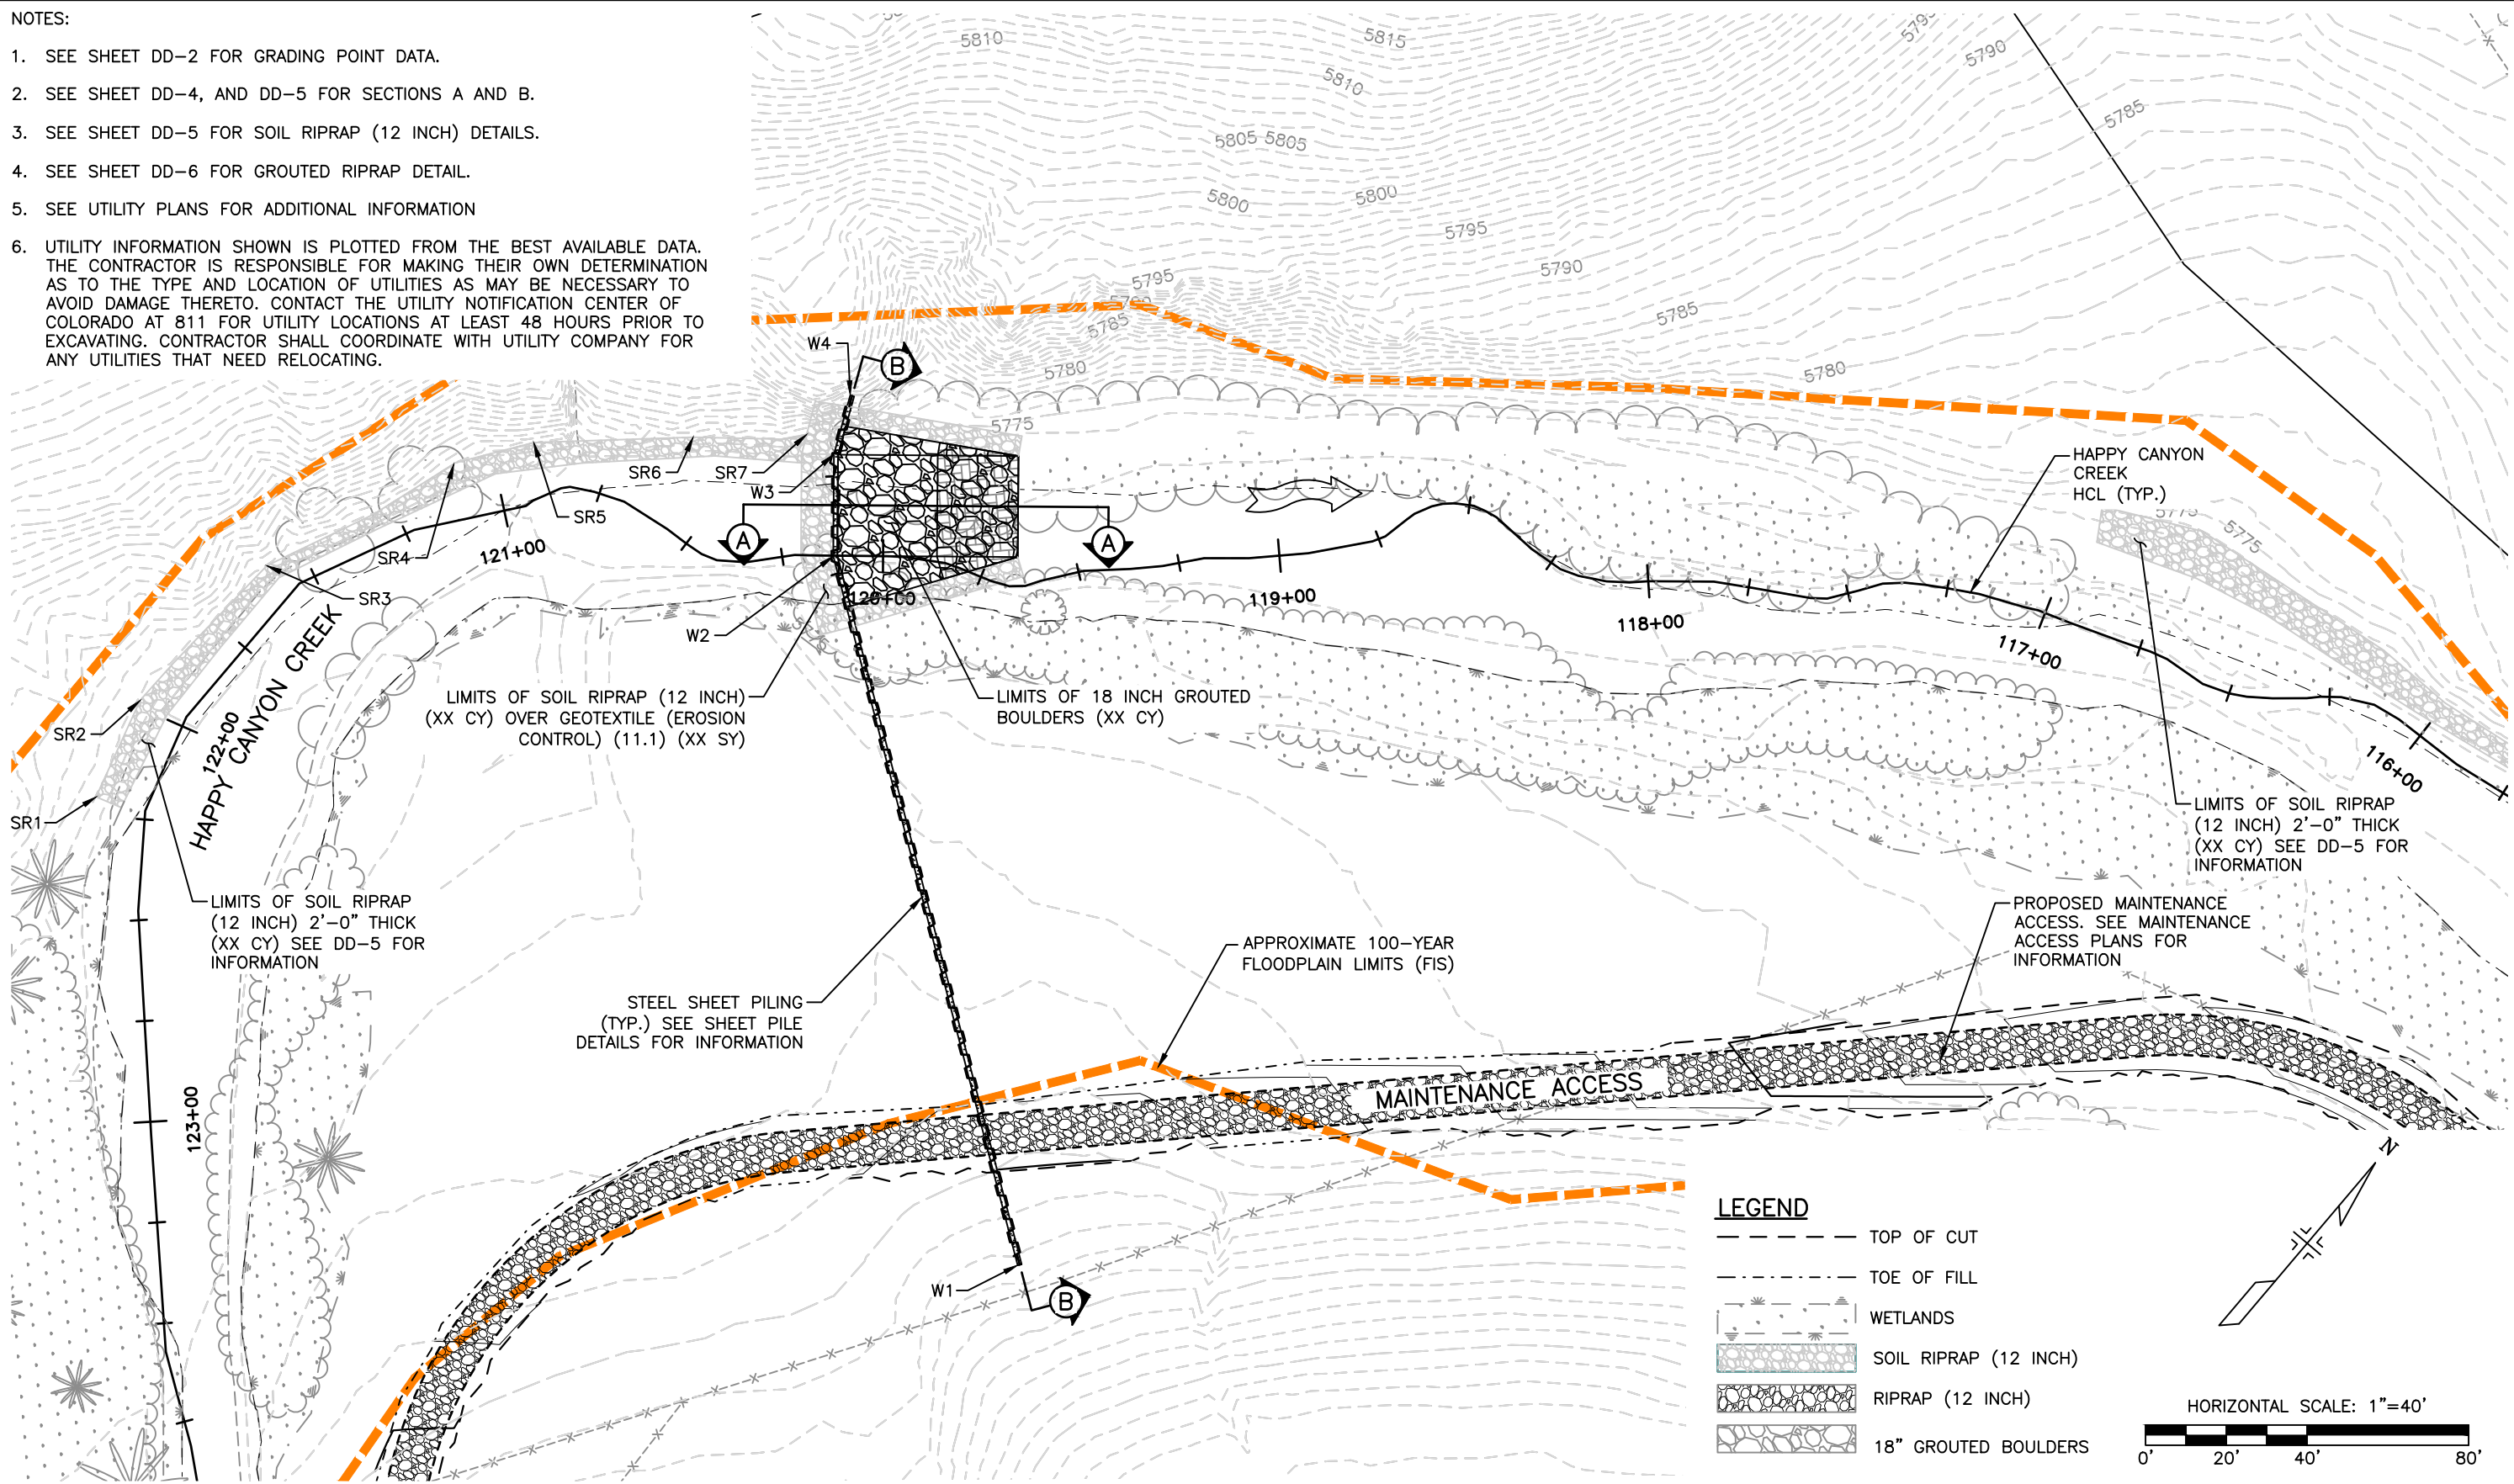 NOTES:
1. SEE SHEET DD-2 FOR GRADING POINT DATA.
2. SEE SHEET DD-4, AND DD-5 FOR SECTIONS A AND B.
3. SEE SHEET DD-5 FOR SOIL RIPRAP (12 INCH) DETAILS.
4. SEE SHEET DD-6 FOR GROUTED RIPRAP DETAIL.
5. SEE UTILITY PLANS FOR ADDITIONAL INFORMATION
6. UTILITY INFORMATION SHOWN IS PLOTTED FROM THE BEST AVAILABLE DATA.
THE CONTRACTOR IS RESPONSIBLE FOR MAKING THEIR OWN DETERMINATION
AS TO THE TYPE AND LOCATION OF UTILITIES AS MAY BE NECESSARY TO
AVOID DAMAGE THERETO. CONTACT THE UTILITY NOTIFICATION CENTER OF
COLORADO AT 811 FOR UTILITY LOCATIONS AT LEAST 48 HOURS PRIOR TO
EXCAVATING. CONTRACTOR SHALL COORDINATE WITH UTILITY COMPANY FOR
ANY UTILITIES THAT NEED RELOCATING.
5810
5815
5810
5795
5790
5785
5805 5805
5800
5800
5795
5790
5795
5790
5785
5785
5780
5780
5775
W4
B
SR6
SR7
W3
SR5
SR4
SR3
A
A
121+00
120+00
119+00
118+00
117+00
116+00
W2
HAPPY CANYON
CREEK
HCL (TYP.)
5775
5775
SR2
SR1
122+00
HAPPY CANYON CREEK
LIMITS OF SOIL RIPRAP (12 INCH)
(XX CY) OVER GEOTEXTILE (EROSION
CONTROL) (11.1) (XX SY)
LIMITS OF 18 INCH GROUTED
BOULDERS (XX CY)
LIMITS OF SOIL RIPRAP
(12 INCH) 2'-0" THICK
(XX CY) SEE DD-5 FOR
INFORMATION
LIMITS OF SOIL RIPRAP
(12 INCH) 2'-0" THICK
(XX CY) SEE DD-5 FOR
INFORMATION
PROPOSED MAINTENANCE
ACCESS. SEE MAINTENANCE
ACCESS PLANS FOR
INFORMATION
APPROXIMATE 100-YEAR
FLOODPLAIN LIMITS (FIS)
STEEL SHEET PILING
(TYP.) SEE SHEET PILE
DETAILS FOR INFORMATION
123+00
MAINTENANCE ACCESS
W1
B
N
LEGEND
TOP OF CUT
TOE OF FILL
WETLANDS
SOIL RIPRAP (12 INCH)
RIPRAP (12 INCH)
18" GROUTED BOULDERS
HORIZONTAL SCALE: 1"=40'
0' 20' 40' 80'